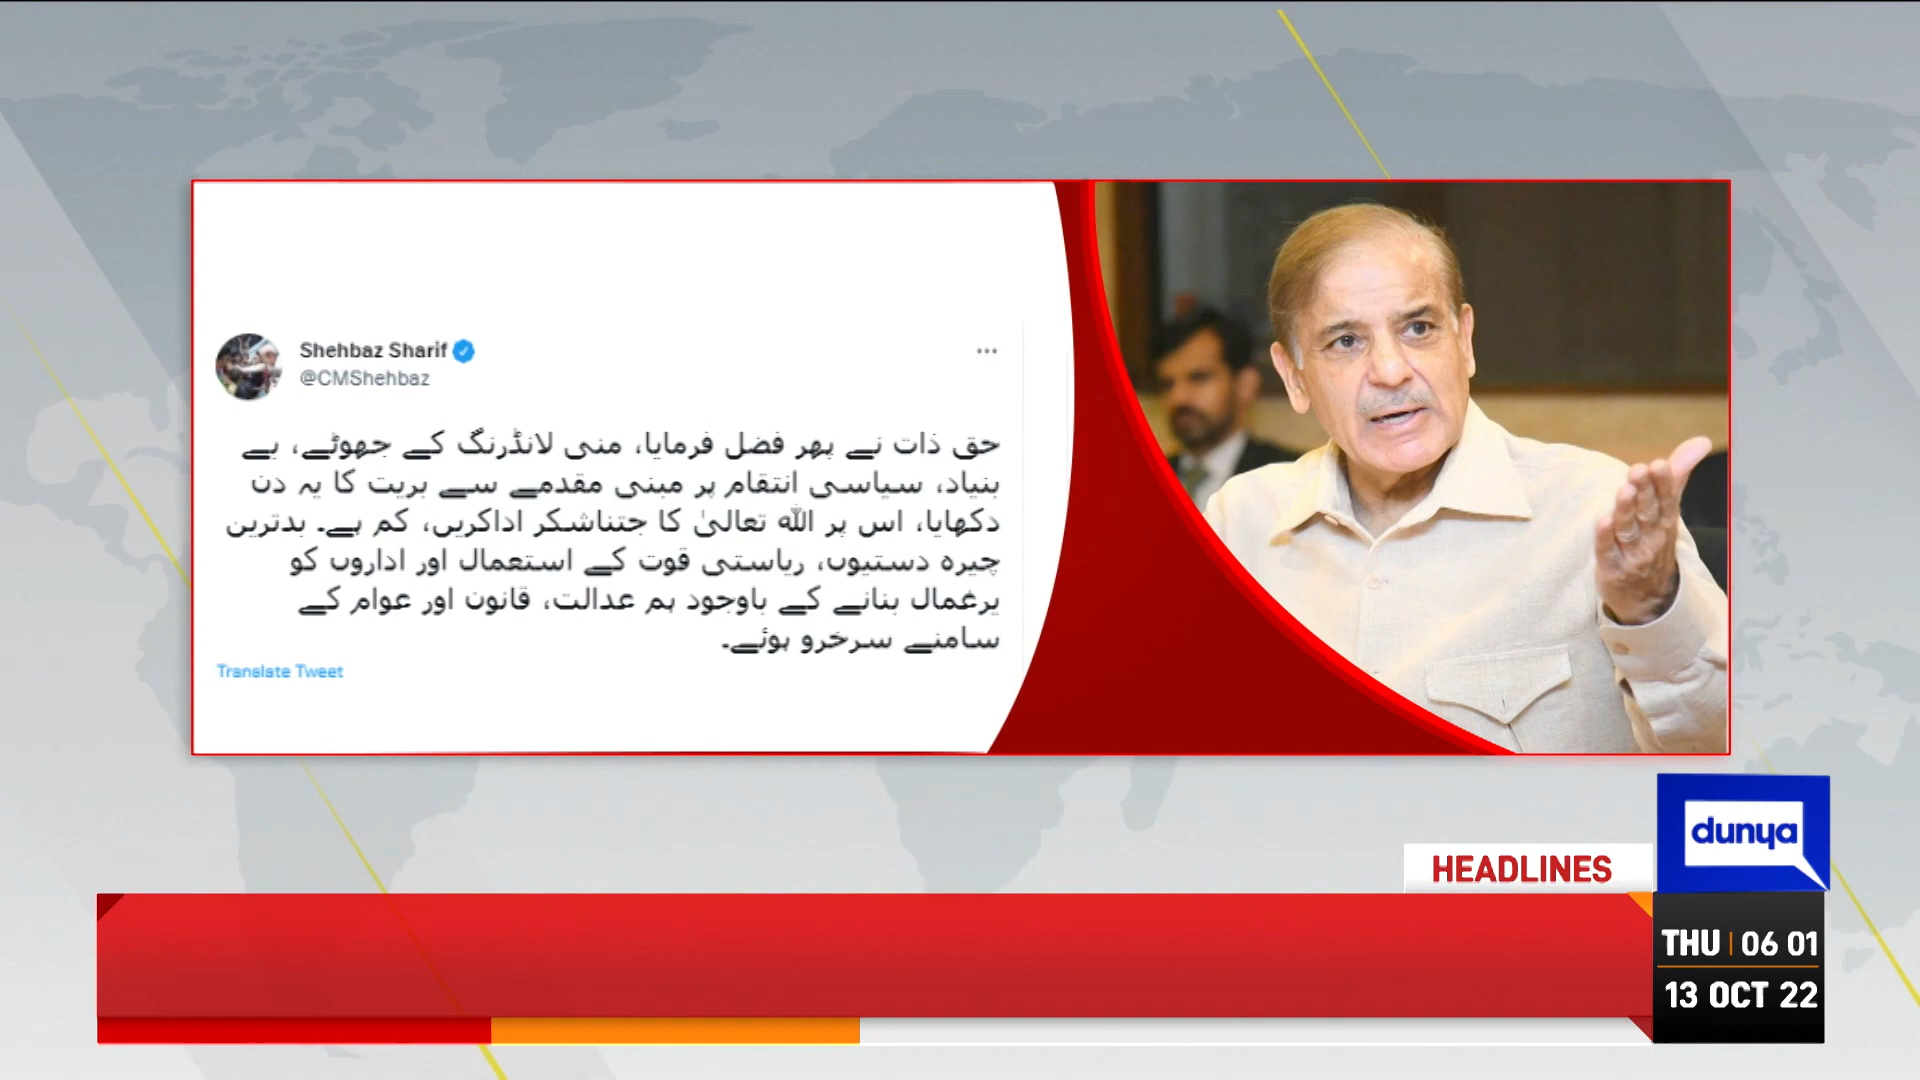 Shehbaz Sharif
@CMShehbaz
حق ذات نے پھر فضل فرمایا، منی لانڈرنگ کے جھوٹے، بے
بنیاد، سیاسی انتقام پر مبنی مقدمے سے بریت کا یہ دن
دکھایا، اس پر اللہ تعالیٰ کا جتناشکر اداکریں، کم ہے۔ بدترین
چیرہ دستیوں، ریاستی قوت کے استعمال اور اداروں کو
یرغمال بنانے کے باوجود ہم عدالت، قانون اور عوام کے
سامنے سرخرو ہوئے۔
Translate Tweet
dunya
HEADLINES
THU 06 01
13 OCT 22